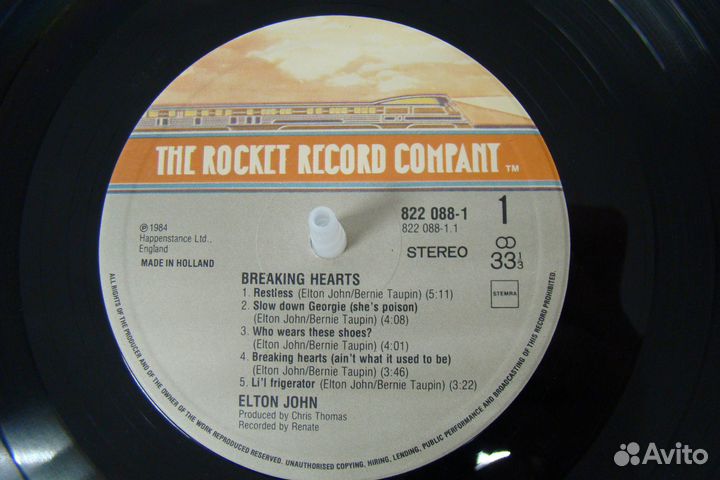 THE ROCKET RECORD COMPANY TM
℗ 1984
Happenstance Ltd.,
England
MADE IN HOLLAND
822 088-1 1
822 088-1.1
STEREO
33 1/3
STEMRA
BREAKING HEARTS
1. Restless (Elton John/Bernie Taupin) (5:11)
2. Slow down Georgie (she's poison)
(Elton John/Bernie Taupin) (4:08)
3. Who wears these shoes?
(Elton John/Bernie Taupin) (4:01)
4. Breaking hearts (ain't what it used to be)
(Elton John/Bernie Taupin) (3:46)
5. Li'l frigerator (Elton John/Bernie Taupin) (3:22)
ELTON JOHN
Produced by Chris Thomas
Recorded by Renate
ALL RIGHTS OF THE PRODUCER AND OF THE OWNER OF THE WORK REPRODUCED RESERVED. UNAUTHORISED COPYING, HIRING, LENDING, PUBLIC PERFORMANCE AND BROADCASTING OF THIS RECORD PROHIBITED.
Avito